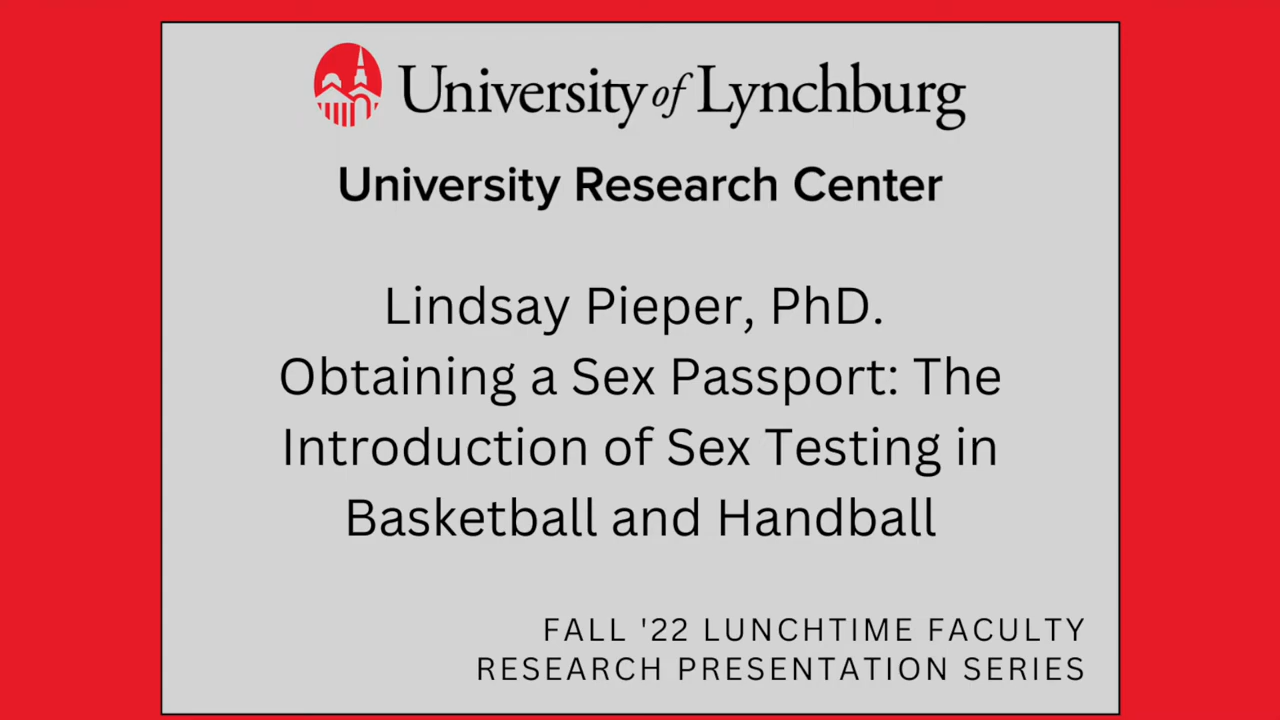 University of Lynchburg
University Research Center
Lindsay Pieper, PhD.
Obtaining a Sex Passport: The
Introduction of Sex Testing in
Basketball and Handball
FALL '22 LUNCHTIME FACULTY
RESEARCH PRESENTATION SERIES